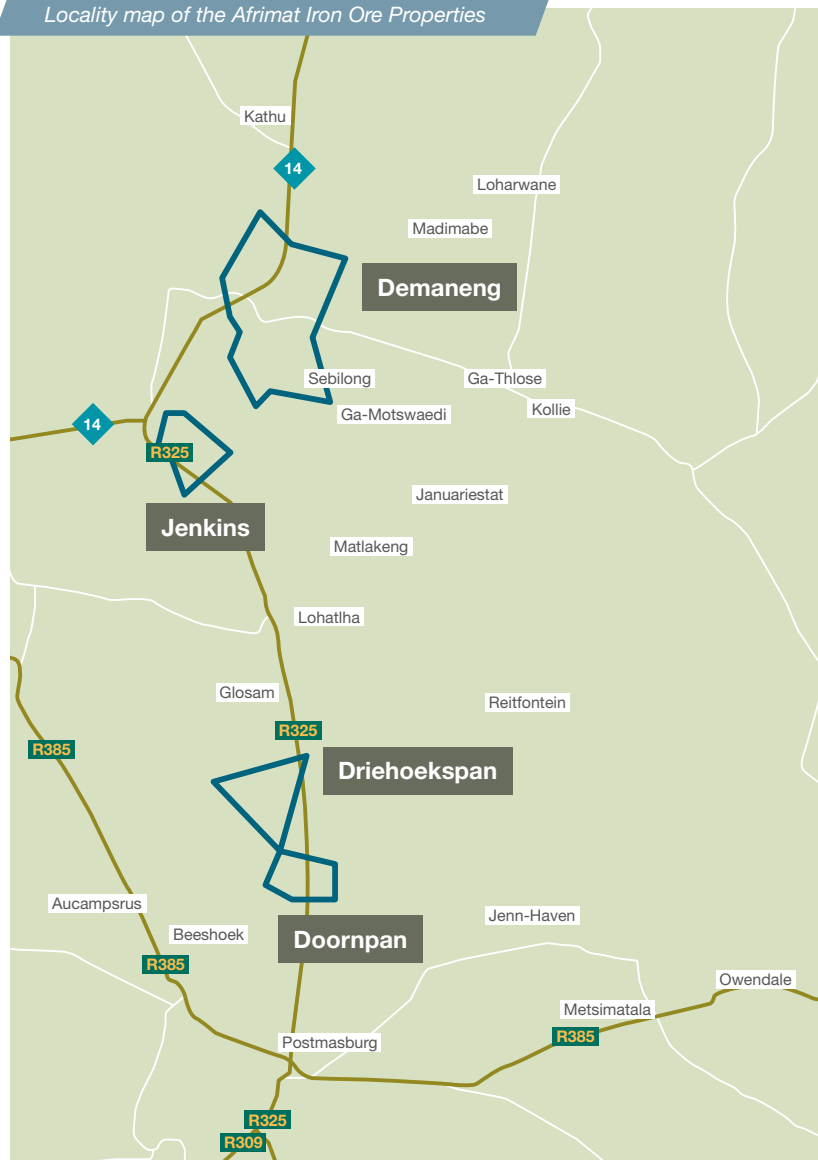 Locality map of the Afrimat Iron Ore Properties
Kathu
14
Loharwane
Madimabe
Demaneng
Sebilong
Ga-Thlose
Ga-Motswaedi
Kollie
14
R325
Januariestat
Jenkins
Matlakeng
Lohatlha
Glosam
Reitfontein
R325
R385
Driehoekspan
Aucampsrus
Jenn-Haven
Beeshoek
Doornpan
R385
Owendale
Metsimatala
R385
Postmasburg
R325
R309